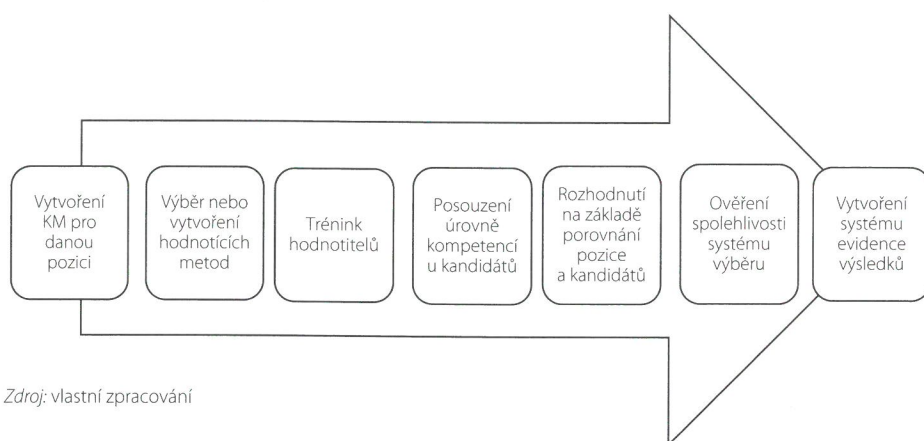 Vytvoření
KM pro
danou
pozici
Výběr nebo
vytvoření
hodnotících
metod
Trénink
hodnotitelů
Posouzení
úrovně
kompetencí
u kandidátů
Rozhodnutí
na základě
porovnání
pozice
a kandidátů
Ověření
spolehlivosti
systému
výběru
Vytvoření
systému
evidence
výsledků
Zdroj: vlastní zpracování